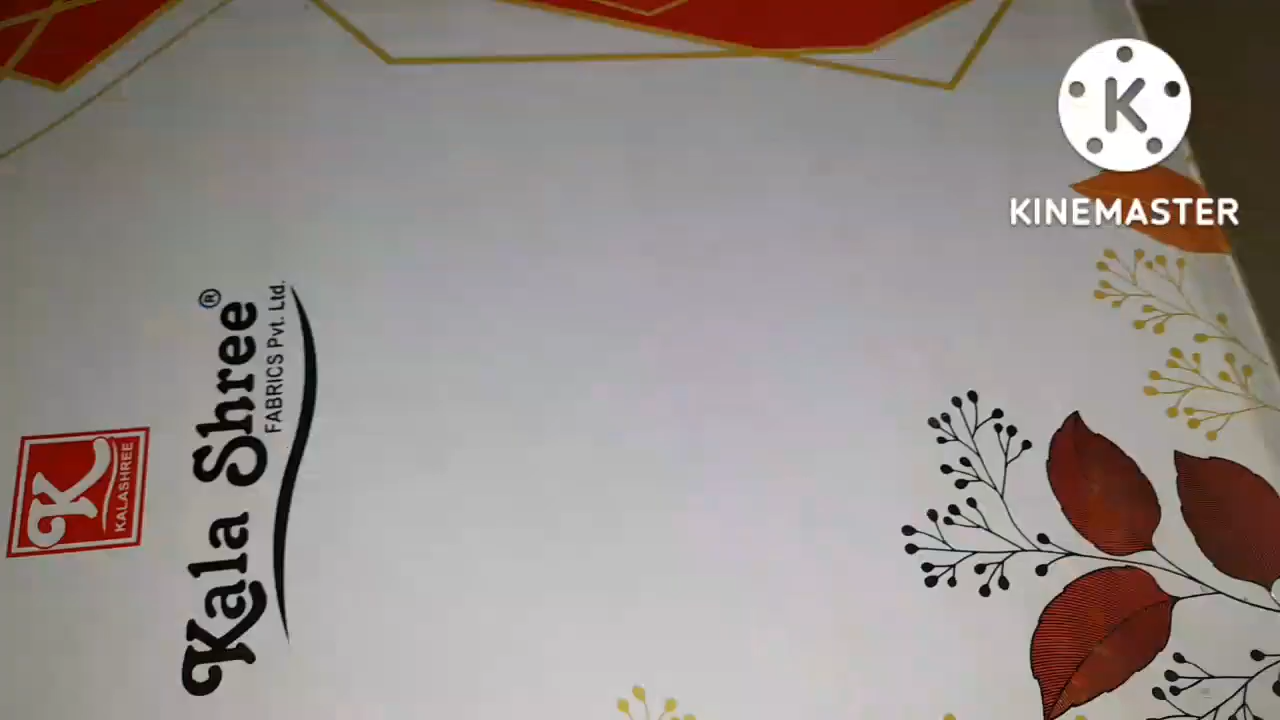 K
KINEMASTER
K
KALASHREE
Kala Shree®
FABRICS Pvt. Ltd.